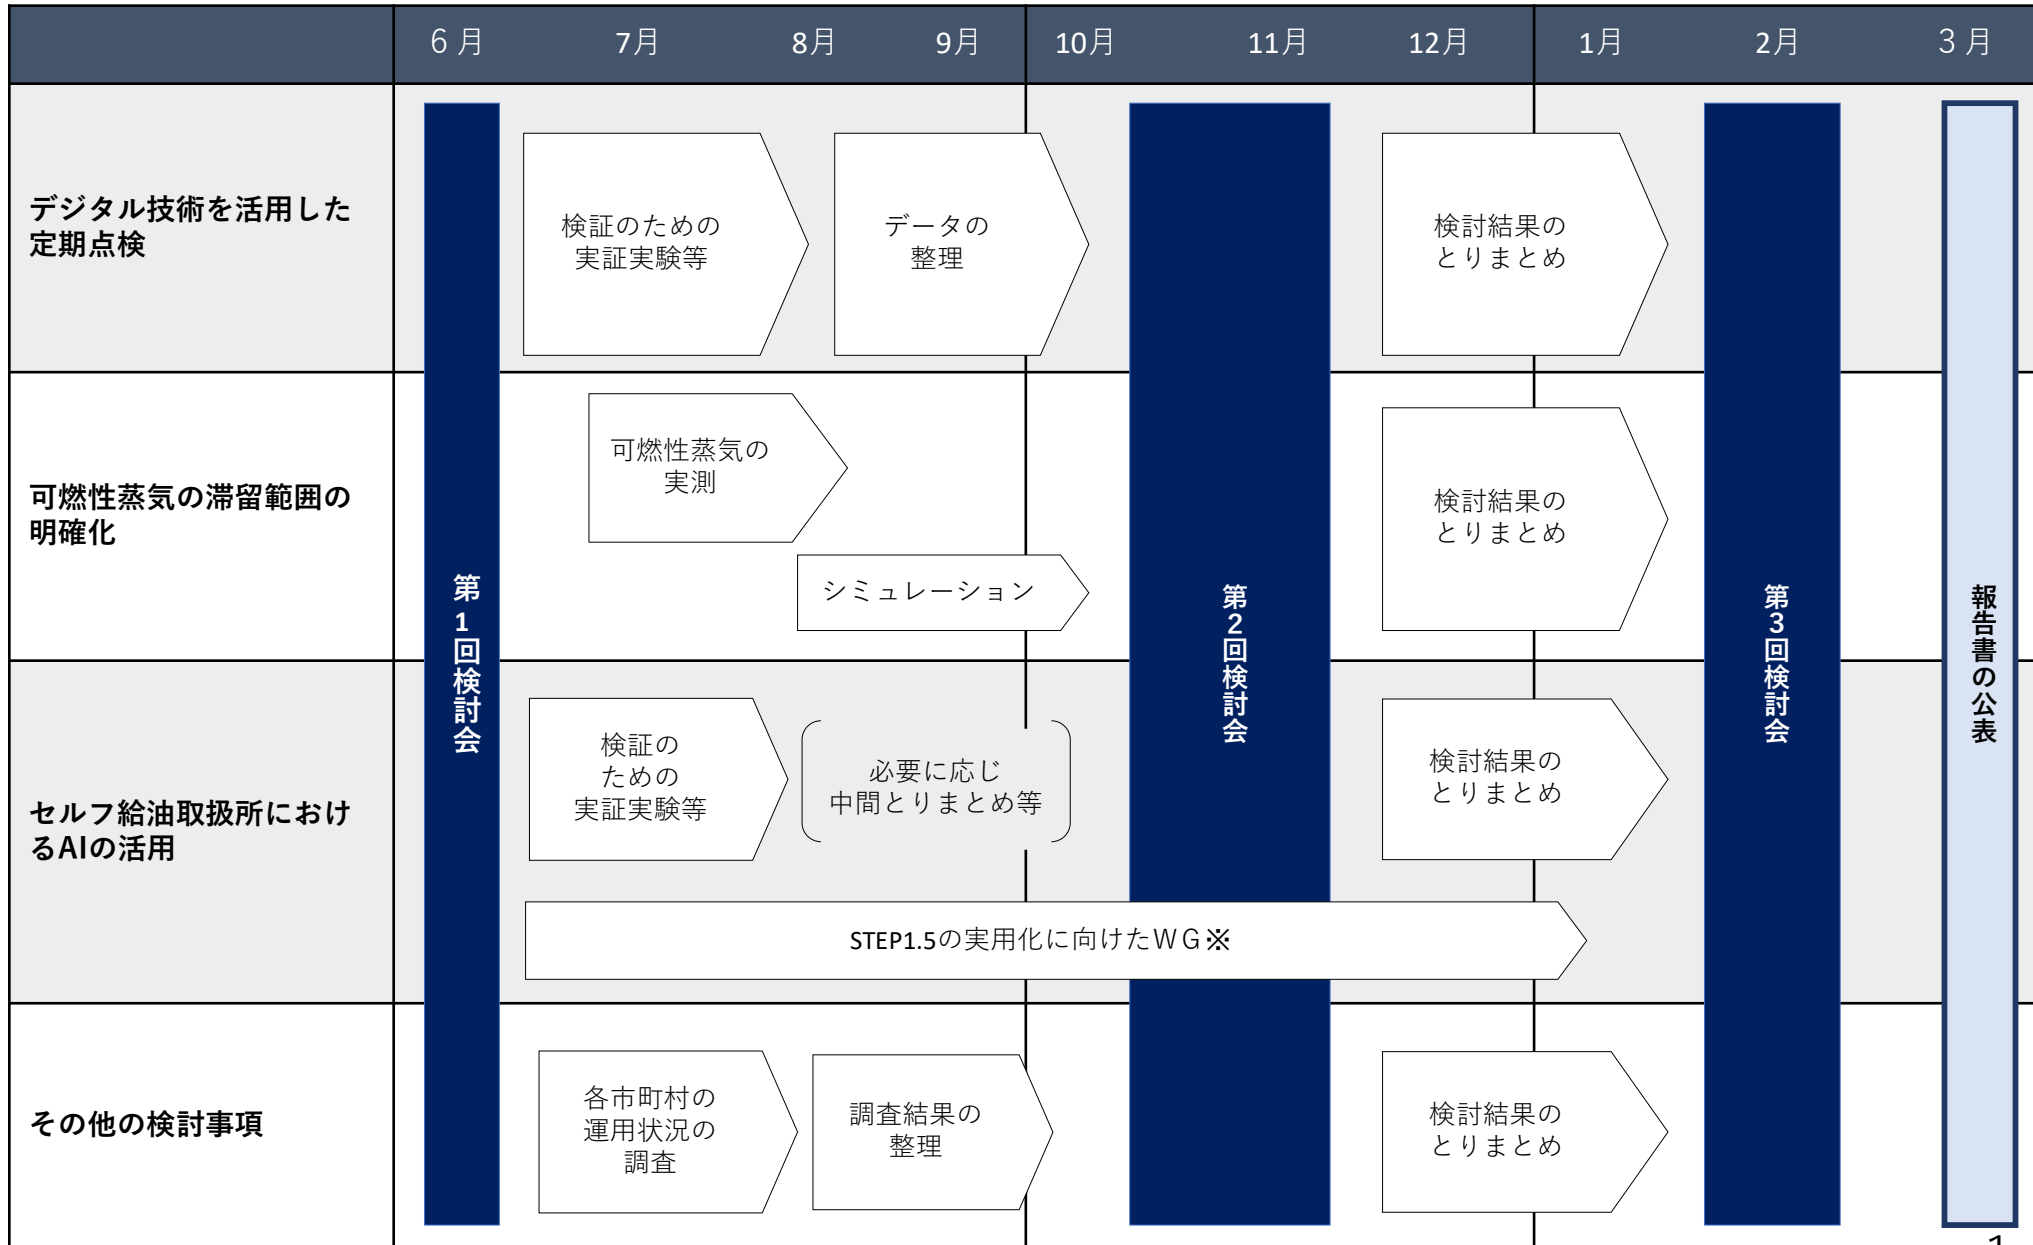 ６月 7月 8月 9月 10月 11月 12月 1月 2月 ３月
デジタル技術を活用した
定期点検
検証のための
実証実験等
データの
整理
検討結果の
とりまとめ
可燃性蒸気の滞留範囲の
明確化
可燃性蒸気の
実測
シミュレーション
検討結果の
とりまとめ
第1回検討会
第2回検討会
第3回検討会
報告書の公表
セルフ給油取扱所におけ
るAIの活用
検証の
ための
実証実験等
必要に応じ
中間とりまとめ等
検討結果の
とりまとめ
STEP1.5の実用化に向けたＷＧ※
その他の検討事項
各市町村の
運用状況の
調査
調査結果の
整理
検討結果の
とりまとめ
1